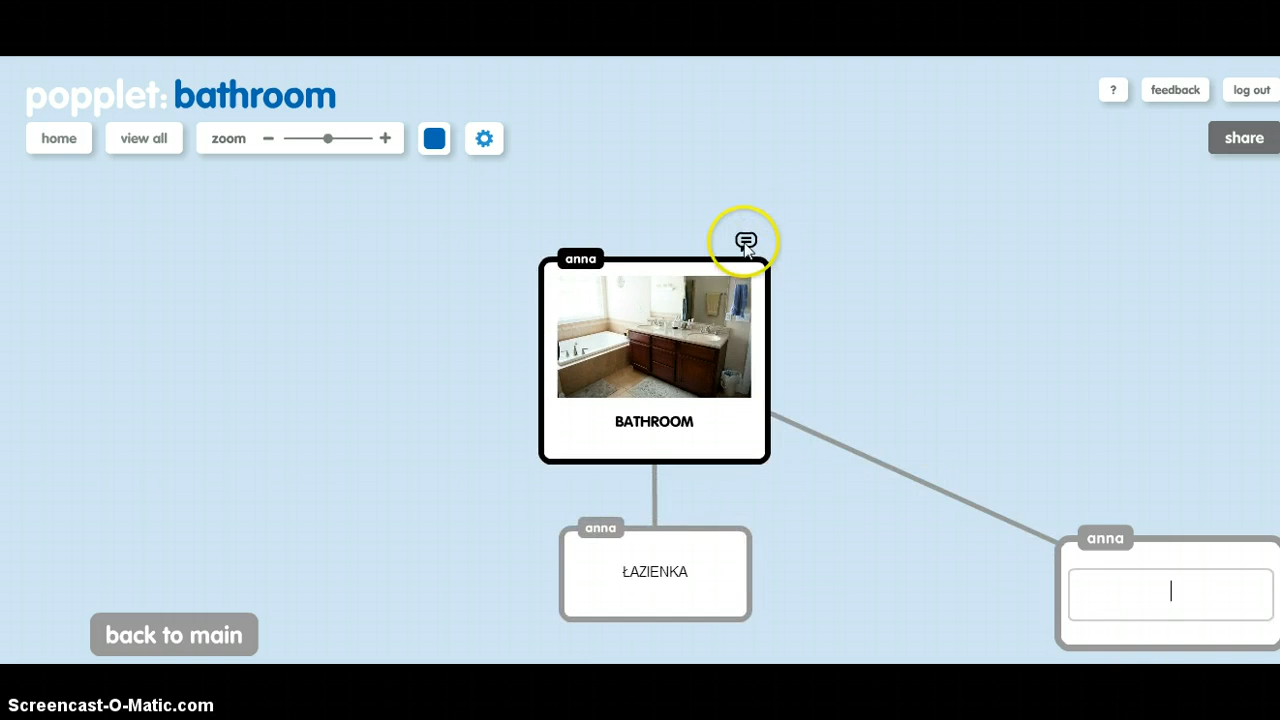 popplet: bathroom
? feedback log out
home view all zoom - +
share
anna
BATHROOM
anna
ŁAZIENKA
anna
back to main
Screencast-O-Matic.com